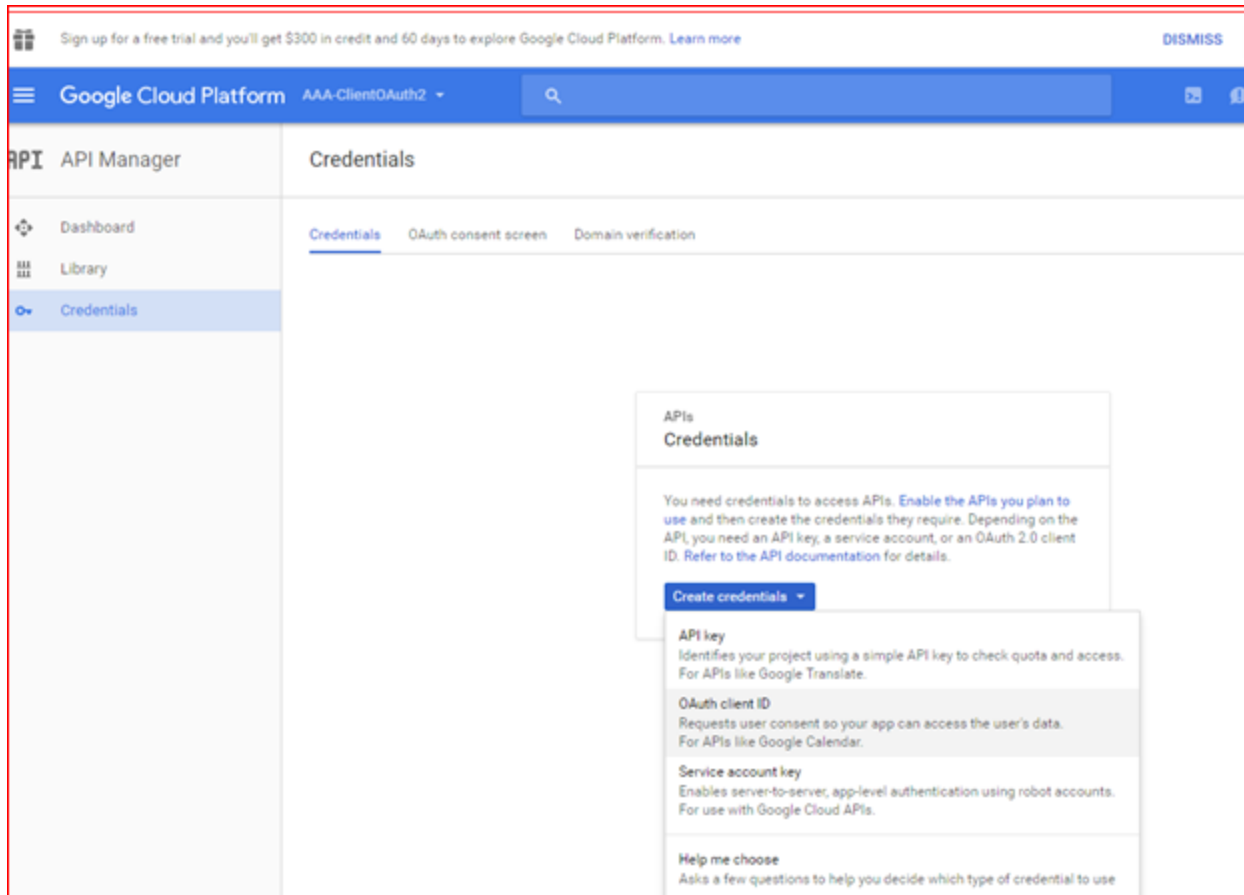 Sign up for a free trial and you'll get $300 in credit and 60 days to explore Google Cloud Platform. Learn more
DISMISS
Google Cloud Platform
AAA-ClientOAuth2
API
API Manager
Credentials
Dashboard
Library
Credentials
Credentials
OAuth consent screen
Domain verification
APIs
Credentials
You need credentials to access APIs. Enable the APIs you plan to
use and then create the credentials they require. Depending on the
API, you need an API key, a service account, or an OAuth 2.0 client
ID. Refer to the API documentation for details.
Create credentials
API key
Identifies your project using a simple API key to check quota and access.
For APIs like Google Translate.
OAuth client ID
Requests user consent so your app can access the user's data.
For APIs like Google Calendar.
Service account key
Enables server-to-server, app-level authentication using robot accounts.
For use with Google Cloud APIs.
Help me choose
Asks a few questions to help you decide which type of credential to use